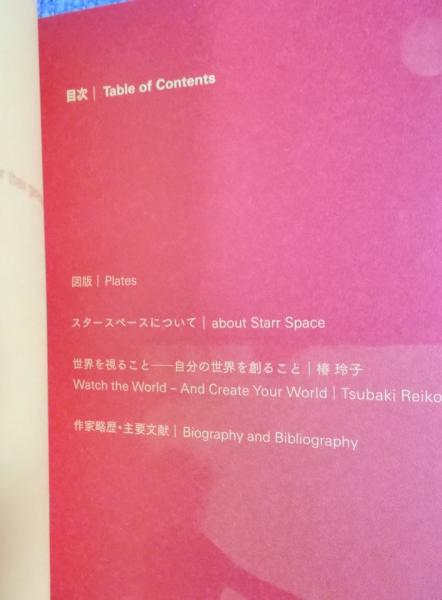 目次 | Table of Contents
図版 | Plates
スタースペースについて | about Starr Space
世界を視ること――自分の世界を創ること | 椿 玲子
Watch the World – And Create Your World | Tsubaki Reiko
作家略歴・主要文献 | Biography and Bibliography